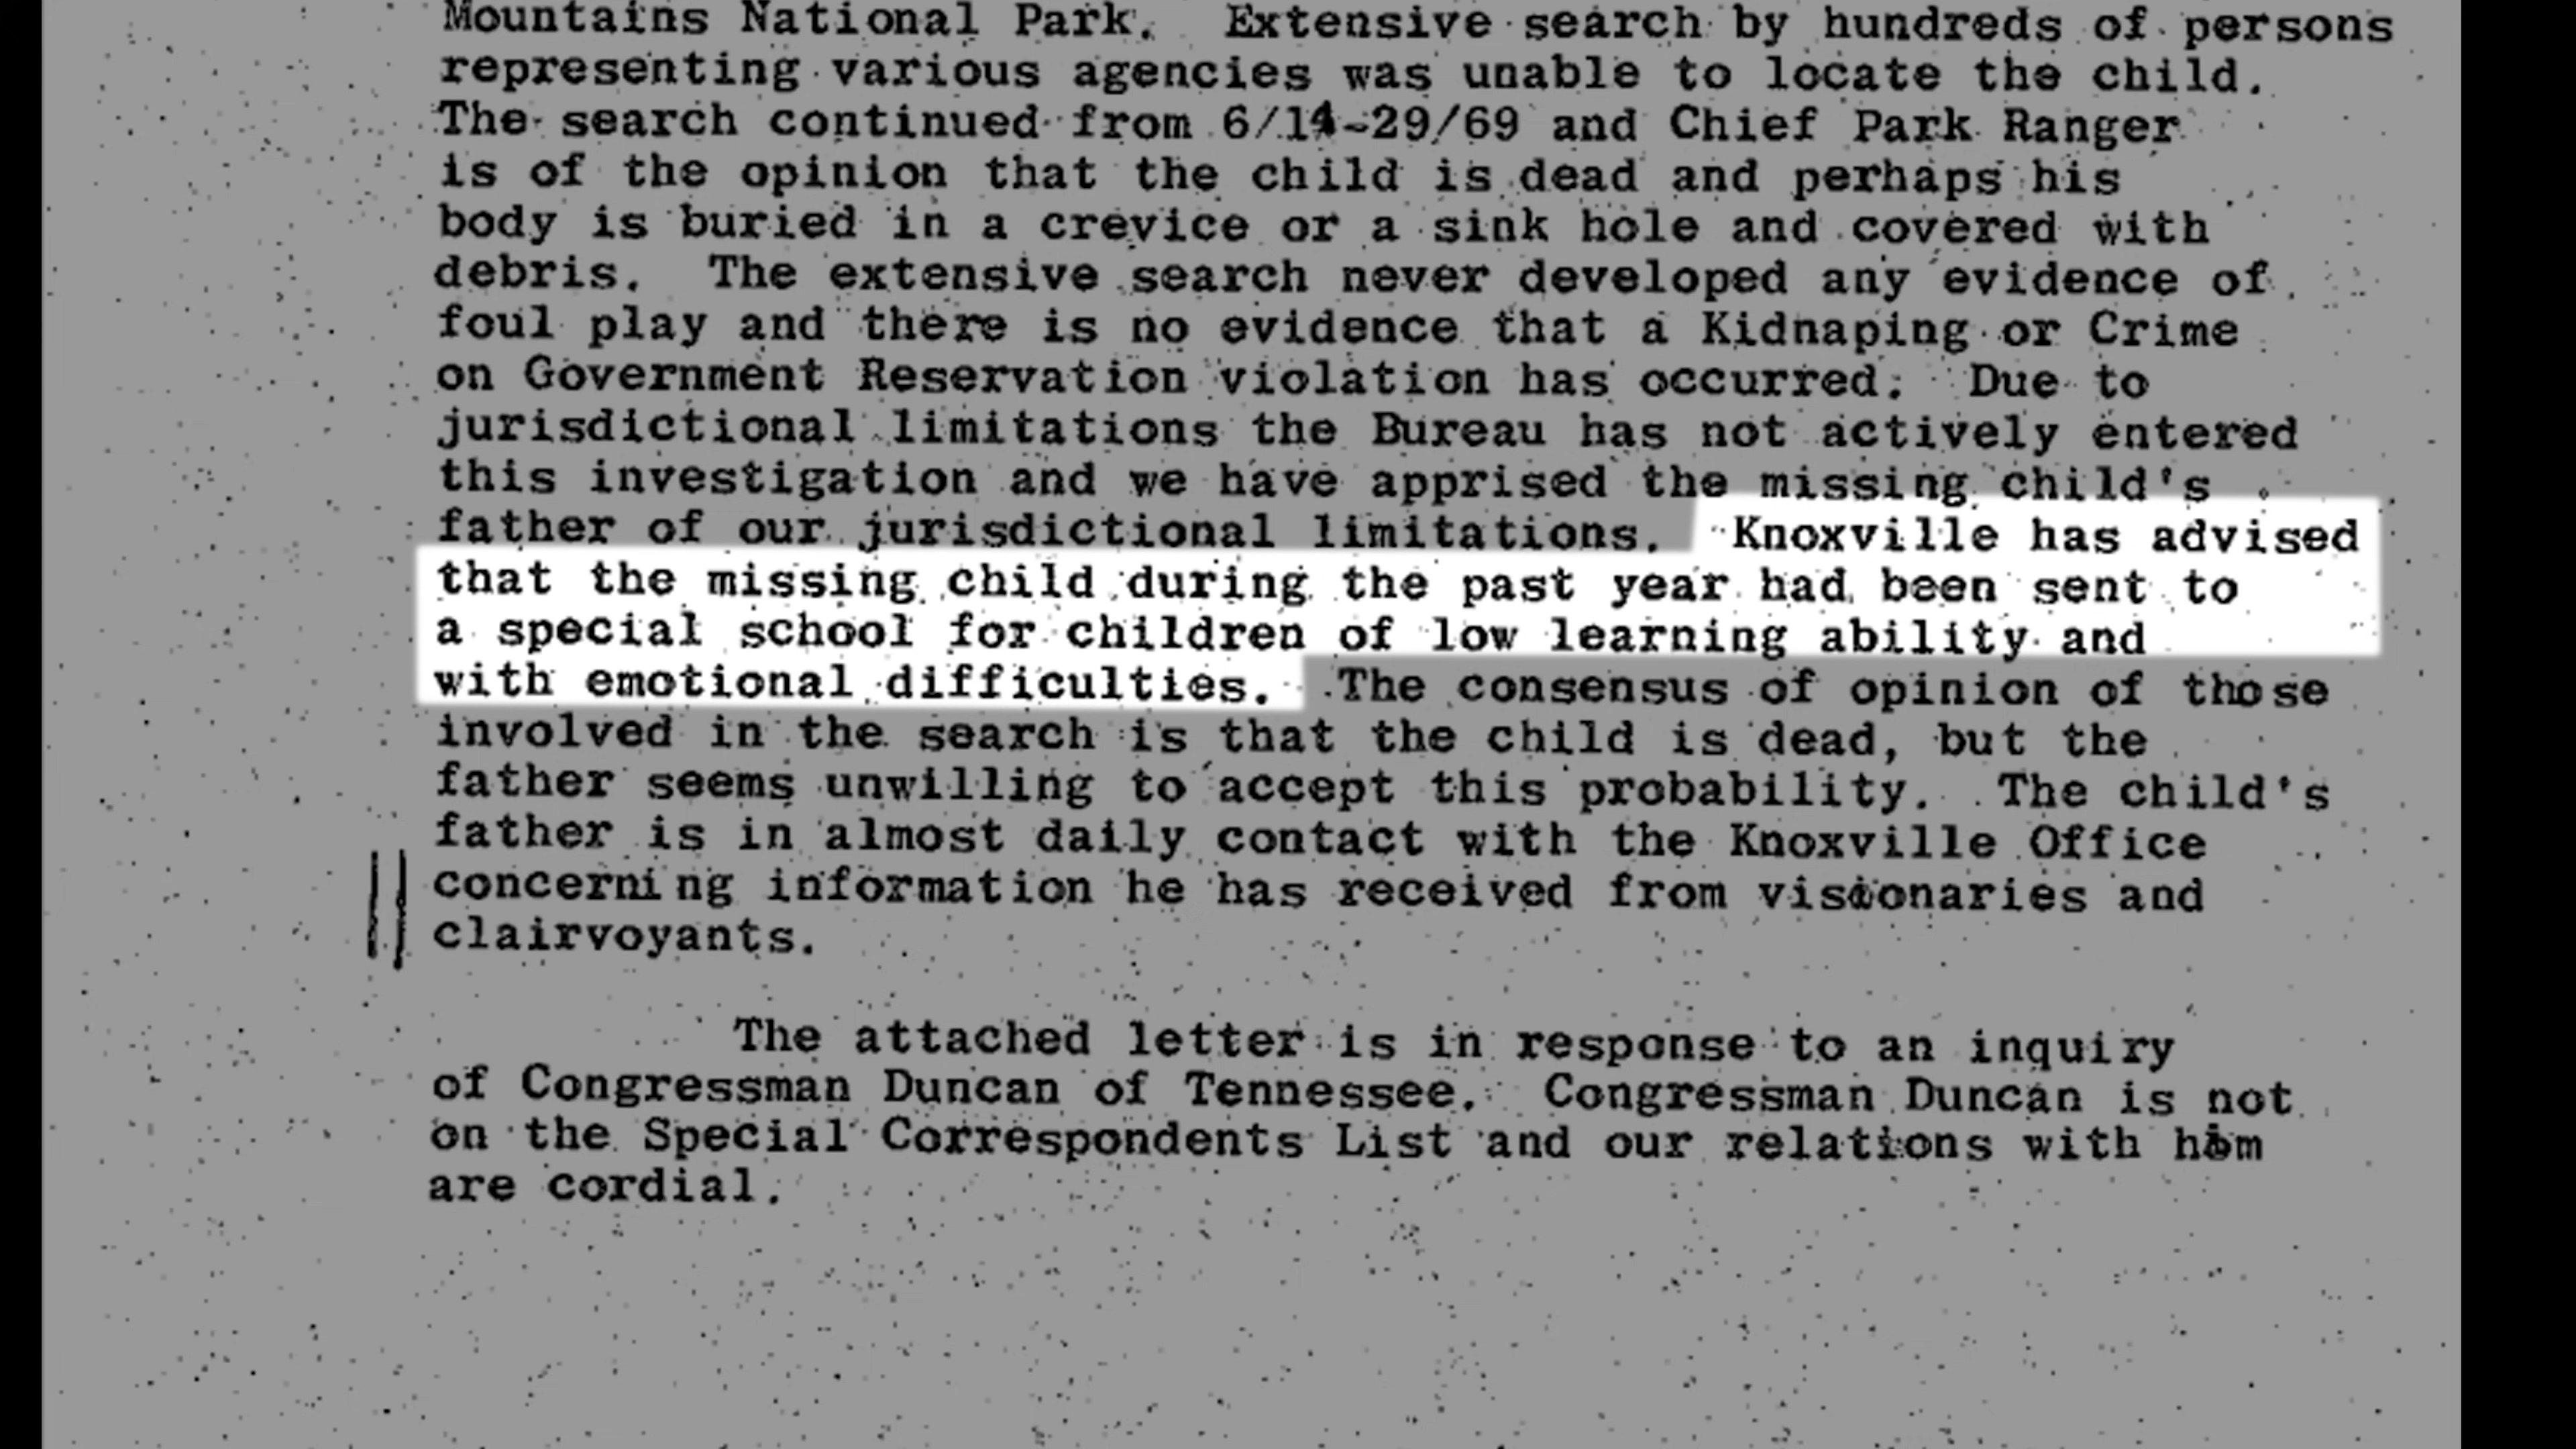 Mountains National Park. Extensive search by hundreds of persons
representing various agencies was unable to locate the child.
The search continued from 6/14-29/69 and Chief Park Ranger
is of the opinion that the child is dead and perhaps his
body is buried in a crevice or a sink hole and covered with
debris. The extensive search never developed any evidence of
foul play and there is no evidence that a Kidnaping or Crime
on Government Reservation violation has occurred. Due to
jurisdictional limitations the Bureau has not actively entered
this investigation and we have apprised the missing child's
father of our jurisdictional limitations. Knoxville has advised
that the missing child during the past year had been sent to
a special school for children of low learning ability and
with emotional difficulties. The consensus of opinion of those
involved in the search is that the child is dead, but the
father seems unwilling to accept this probability. The child's
father is in almost daily contact with the Knoxville Office
concerning information he has received from visionaries and
clairvoyants.
The attached letter is in response to an inquiry
of Congressman Duncan of Tennessee. Congressman Duncan is not
on the Special Correspondents List and our relations with him
are cordial.